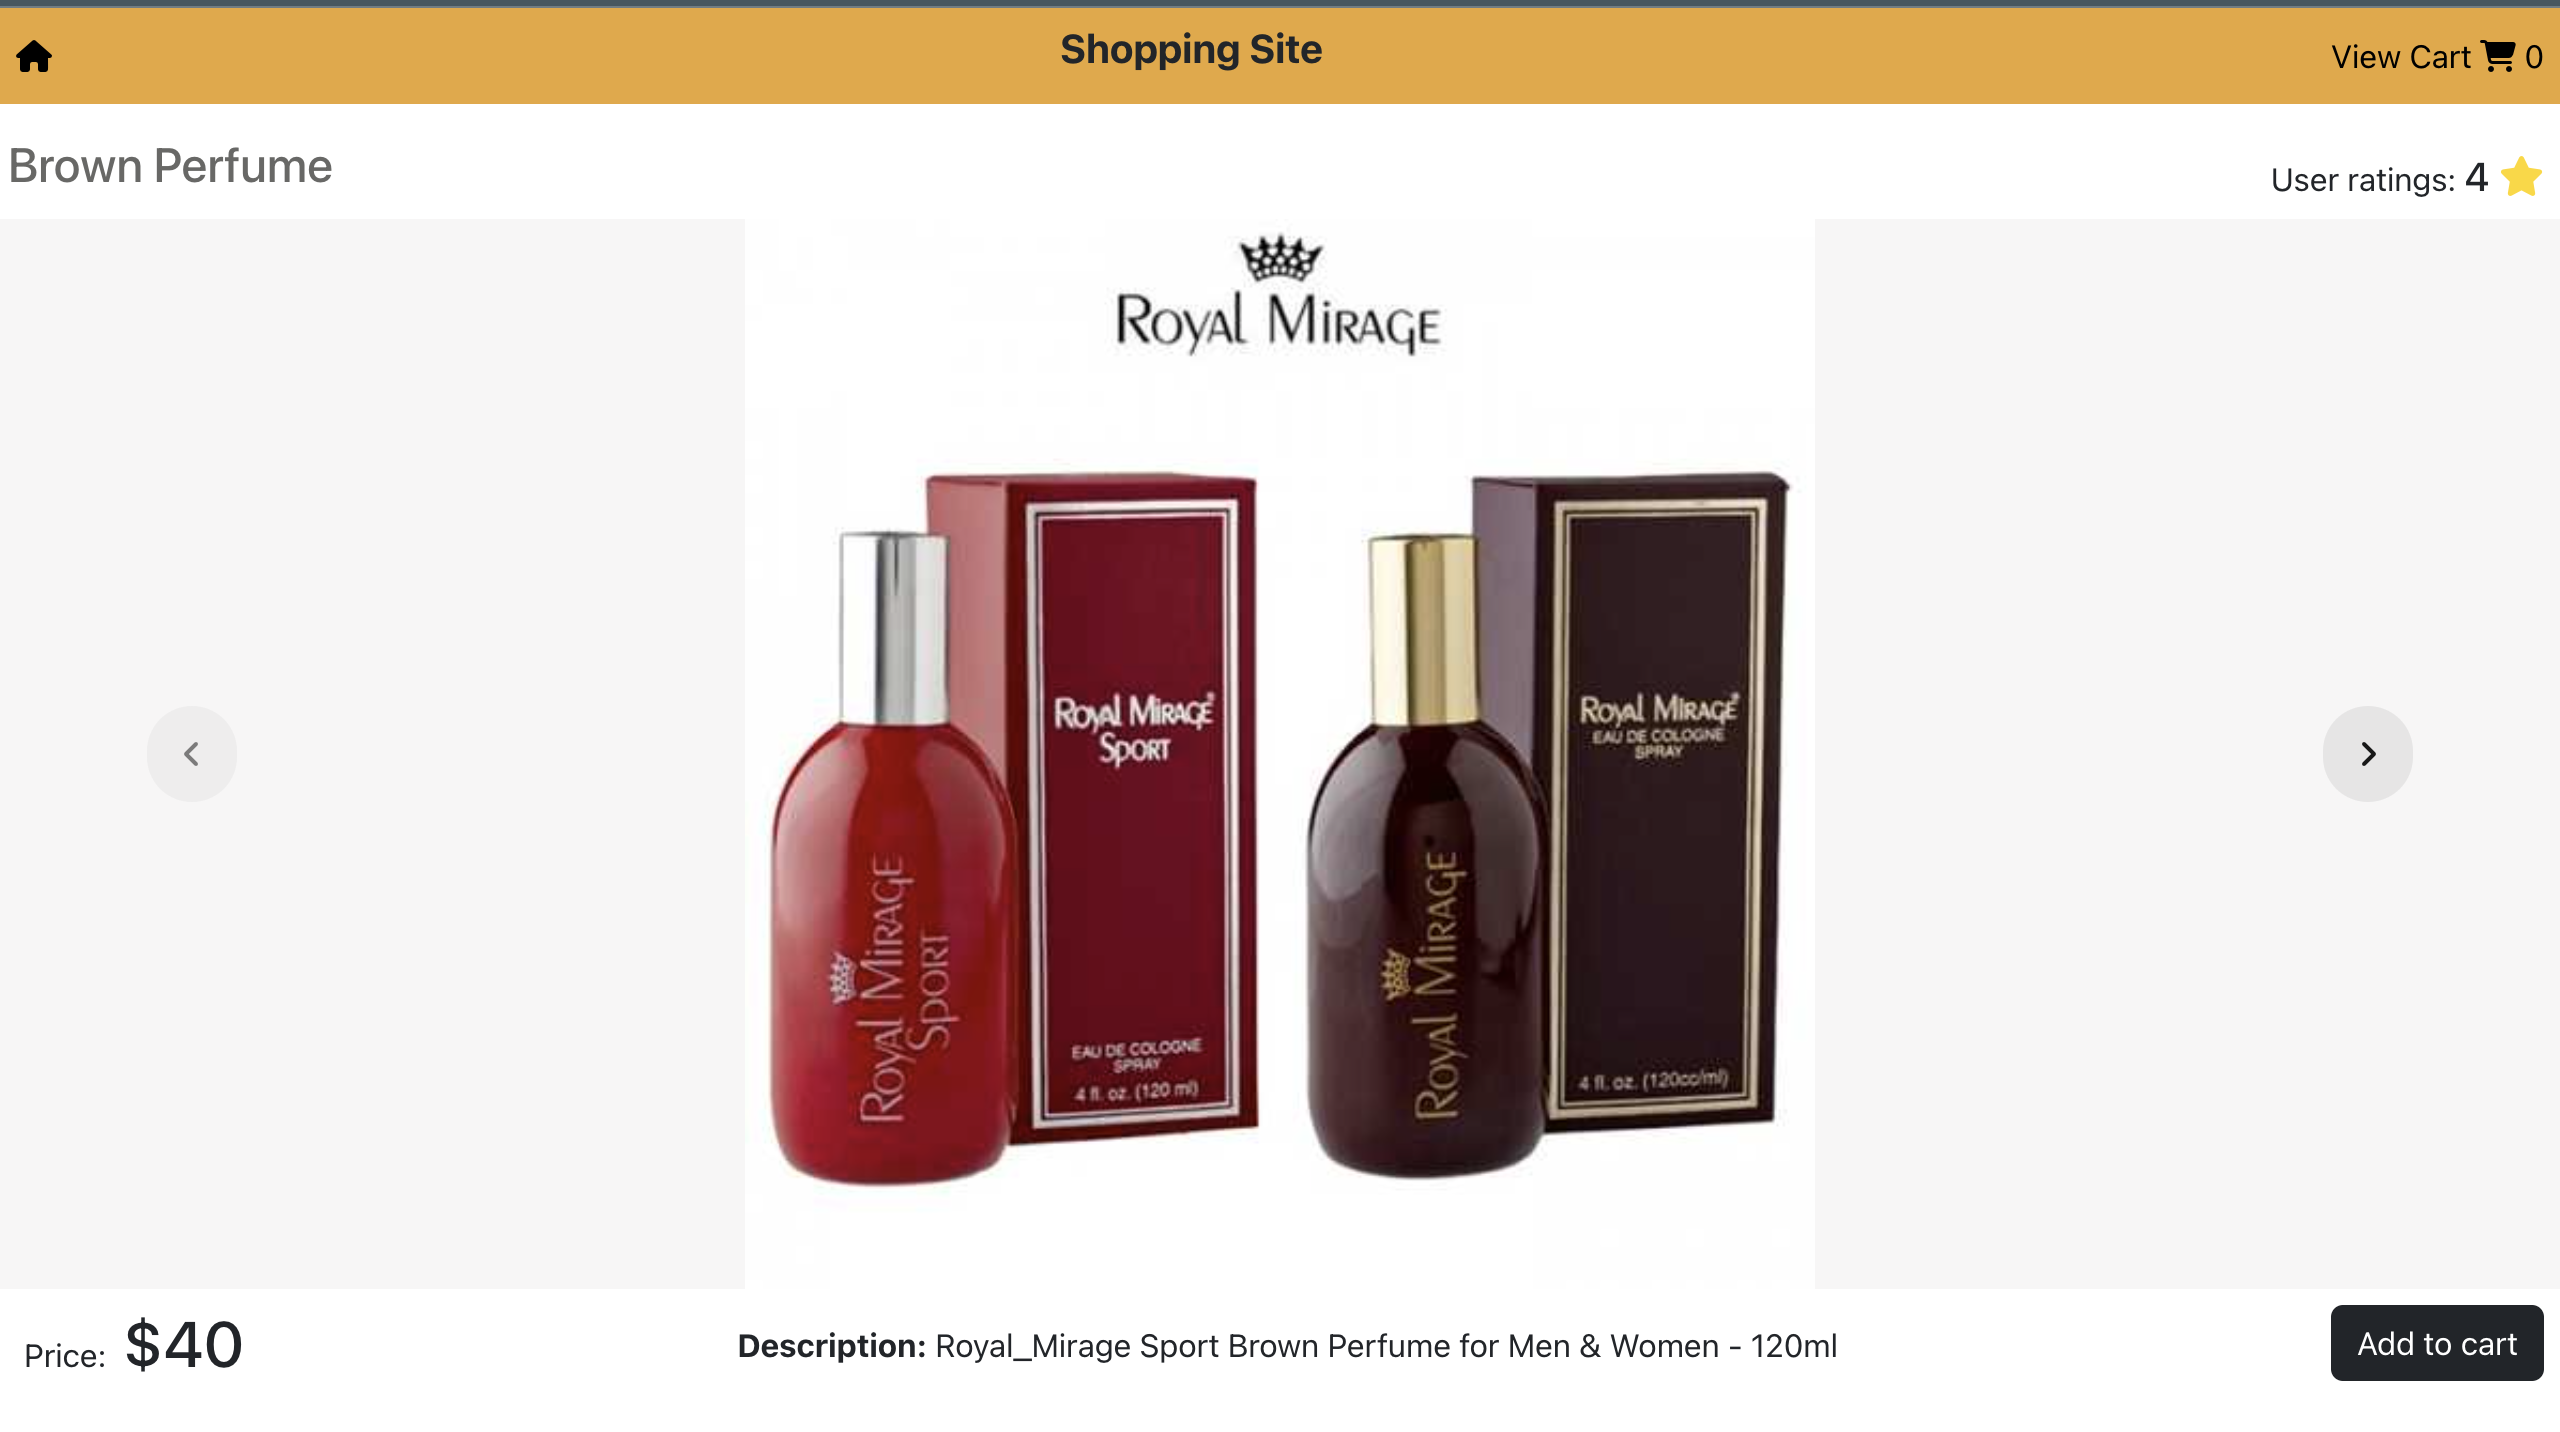 Shopping Site
View Cart 0
Brown Perfume
User ratings: 4
ROYAL MIRAGE
ROYAL MIRAGE®
SPORT
EAU DE COLOGNE
SPRAY
4 fl. oz. (120 ml)
ROYAL MIRAGE
SPORT
ROYAL MIRAGE®
EAU DE COLOGNE
SPRAY
4 fl. oz. (120cc/ml)
ROYAL MIRAGE
Price: $40
Description: Royal_Mirage Sport Brown Perfume for Men & Women - 120ml
Add to cart